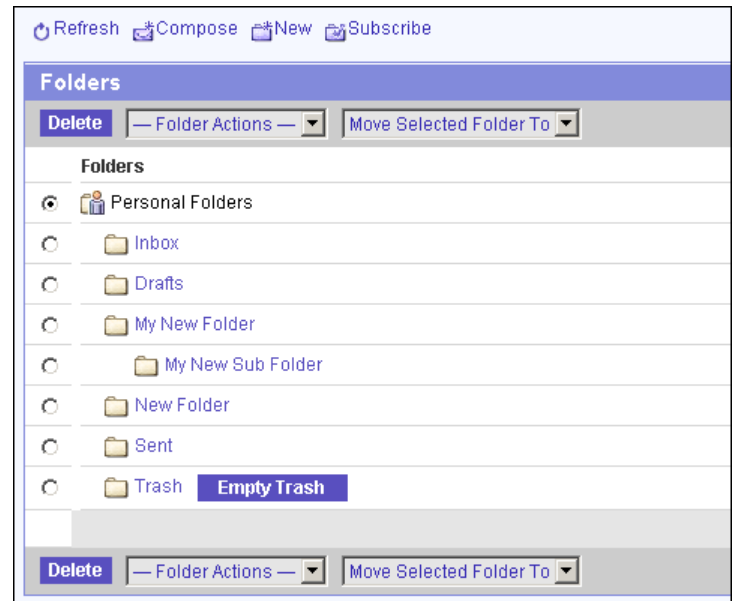 Refresh Compose New Subscribe
Folders
Delete — Folder Actions — Move Selected Folder To
Folders
Personal Folders
Inbox
Drafts
My New Folder
My New Sub Folder
New Folder
Sent
Trash Empty Trash
Delete — Folder Actions — Move Selected Folder To